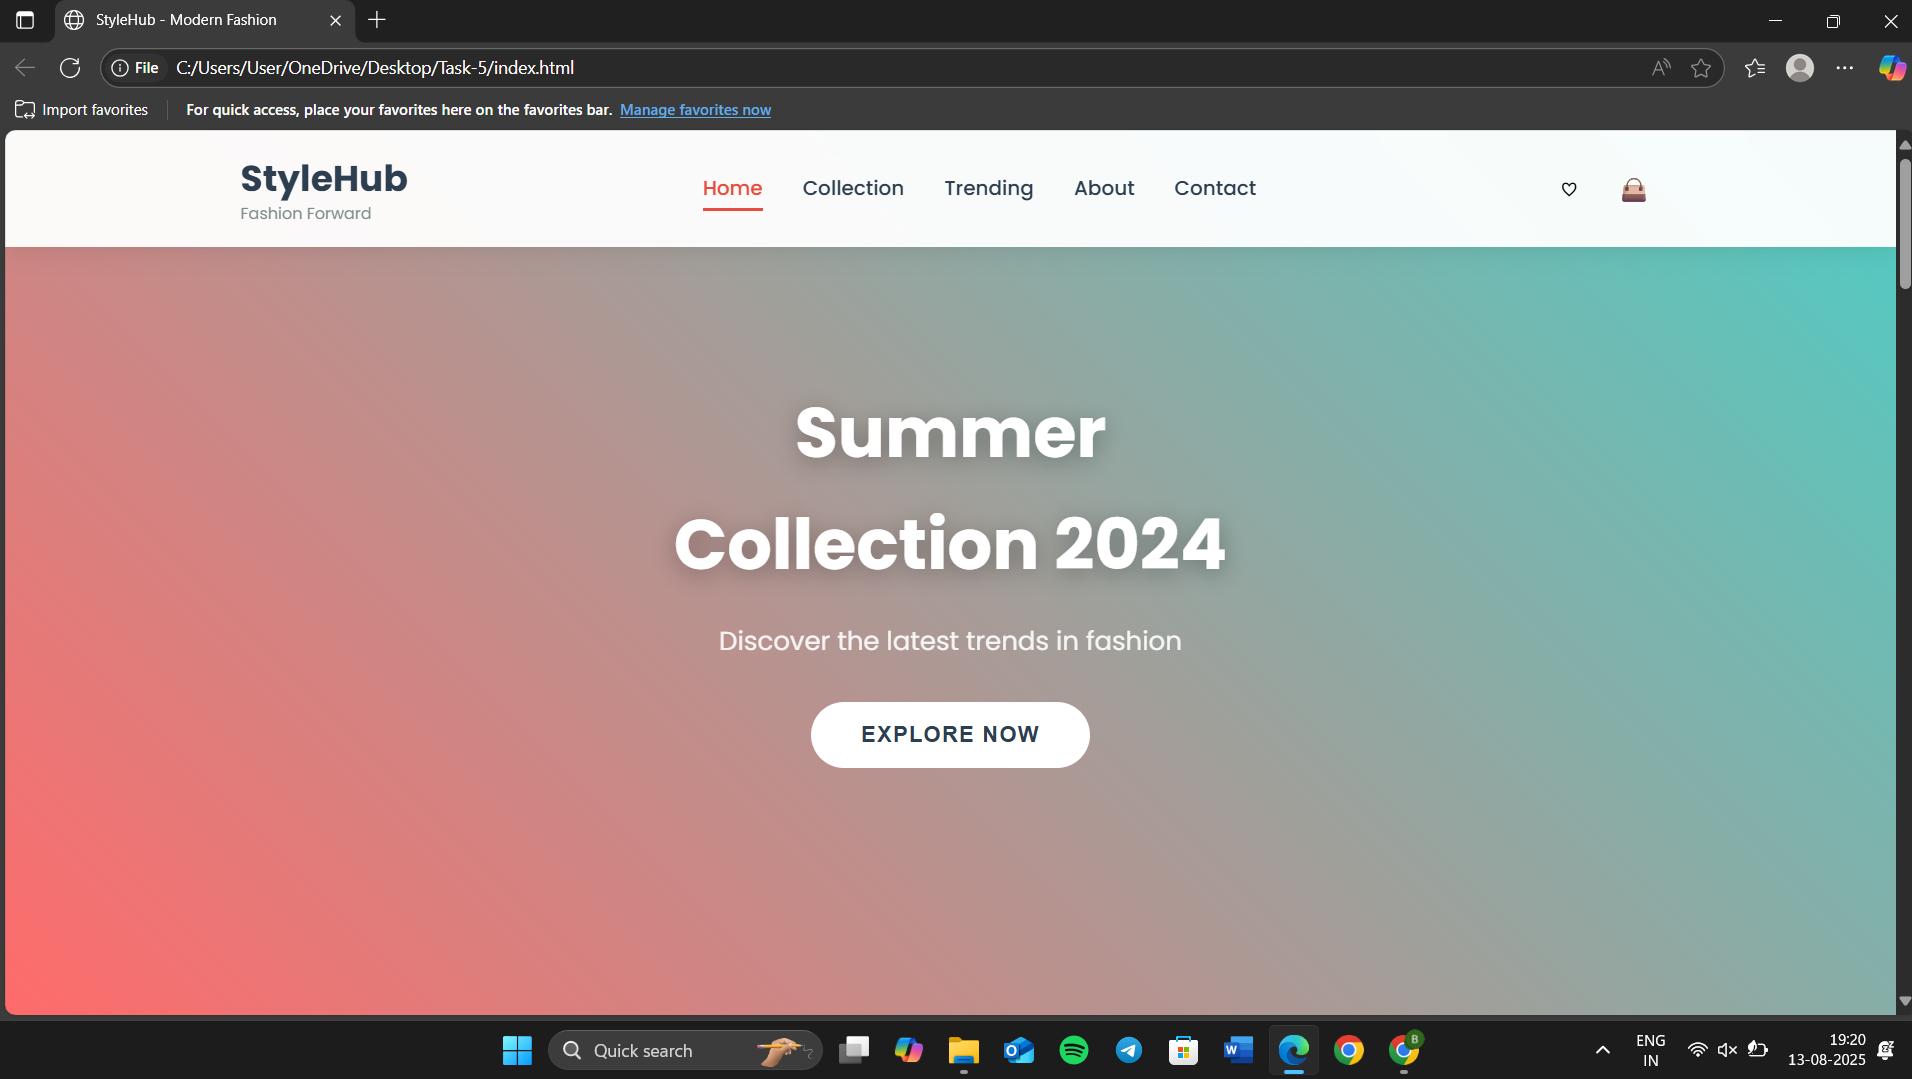 StyleHub - Modern Fashion
File C:/Users/User/OneDrive/Desktop/Task-5/index.html
Import favorites For quick access, place your favorites here on the favorites bar. Manage favorites now
StyleHub
Fashion Forward
Home Collection Trending About Contact
Summer
Collection 2024
Discover the latest trends in fashion
EXPLORE NOW
Quick search
ENG
IN
19:20
13-08-2025